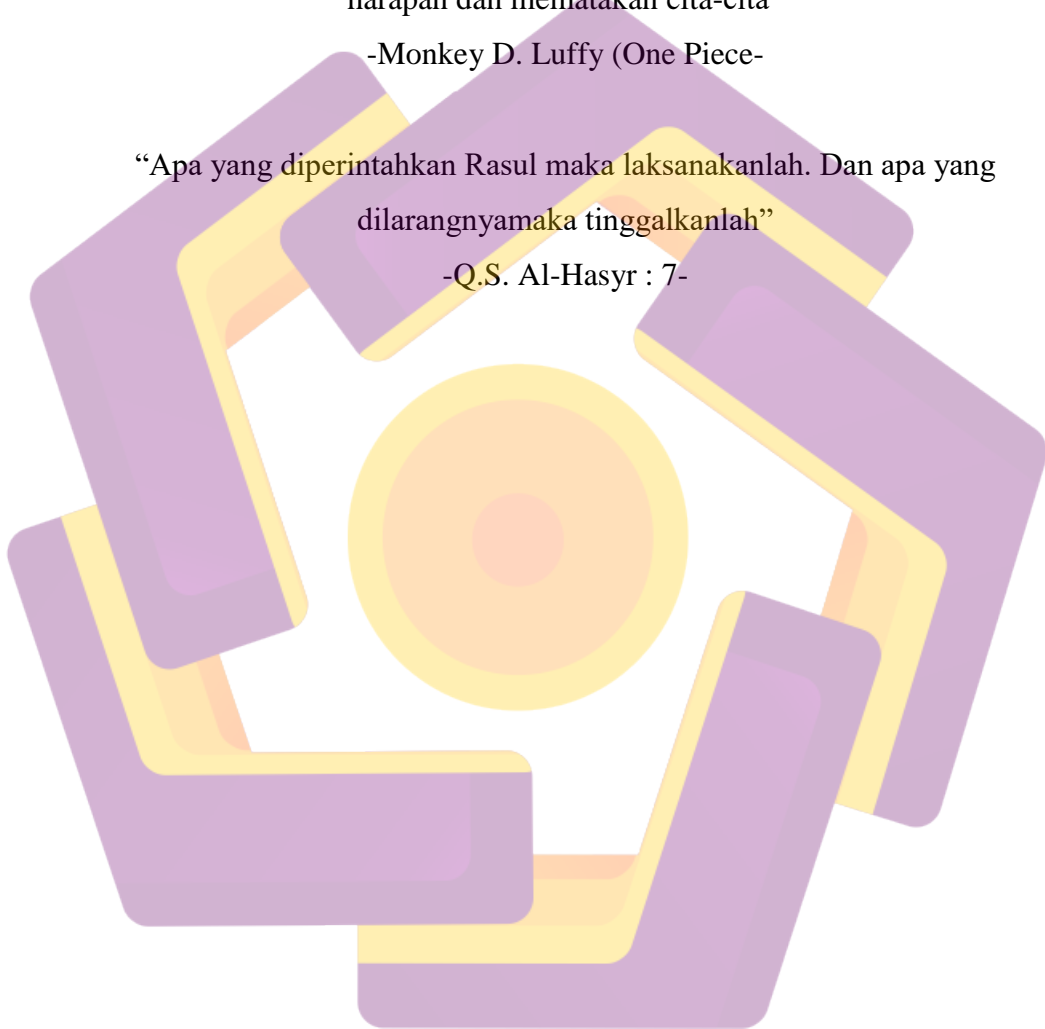 harapan dan mematakan cita-cita
-Monkey D. Luffy (One Piece-
“Apa yang diperintahkan Rasul maka laksanakanlah. Dan apa yang
dilarangnyamaka tinggalkanlah”
-Q.S. Al-Hasyr : 7-